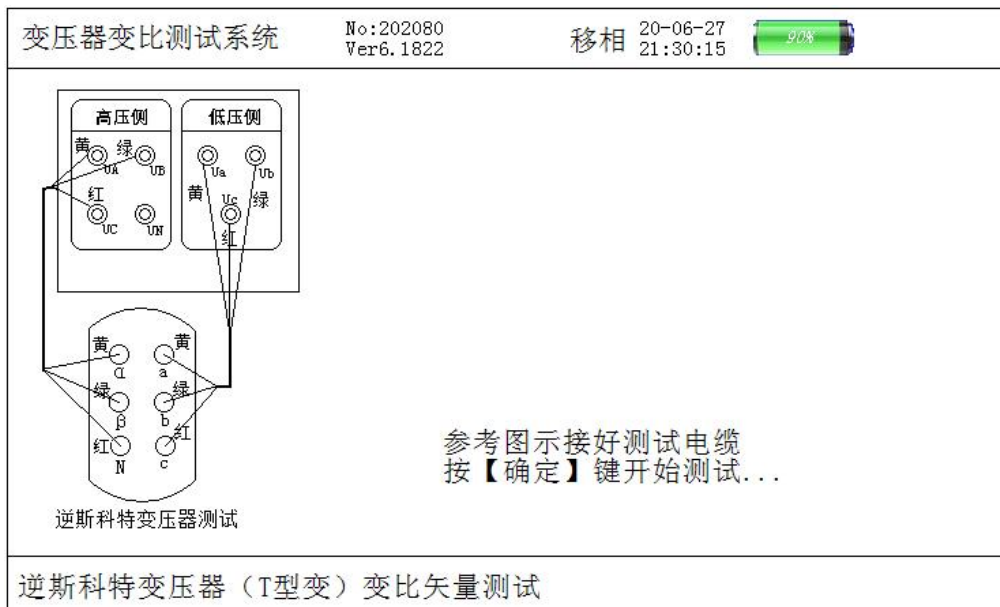 变压器变比测试系统
No:202080
Ver6.1822
移相
20-06-27
21:30:15
90%
高压侧
低压侧
黄
绿
UA
UB
Ua
Ub
红
黄
Uc
绿
UC
UN
红
黄
黄
α
a
绿
绿
β
b
红
红
N
c
参考图示接好测试电缆
按【确定】键开始测试...
逆斯科特变压器测试
逆斯科特变压器（T型变）变比矢量测试